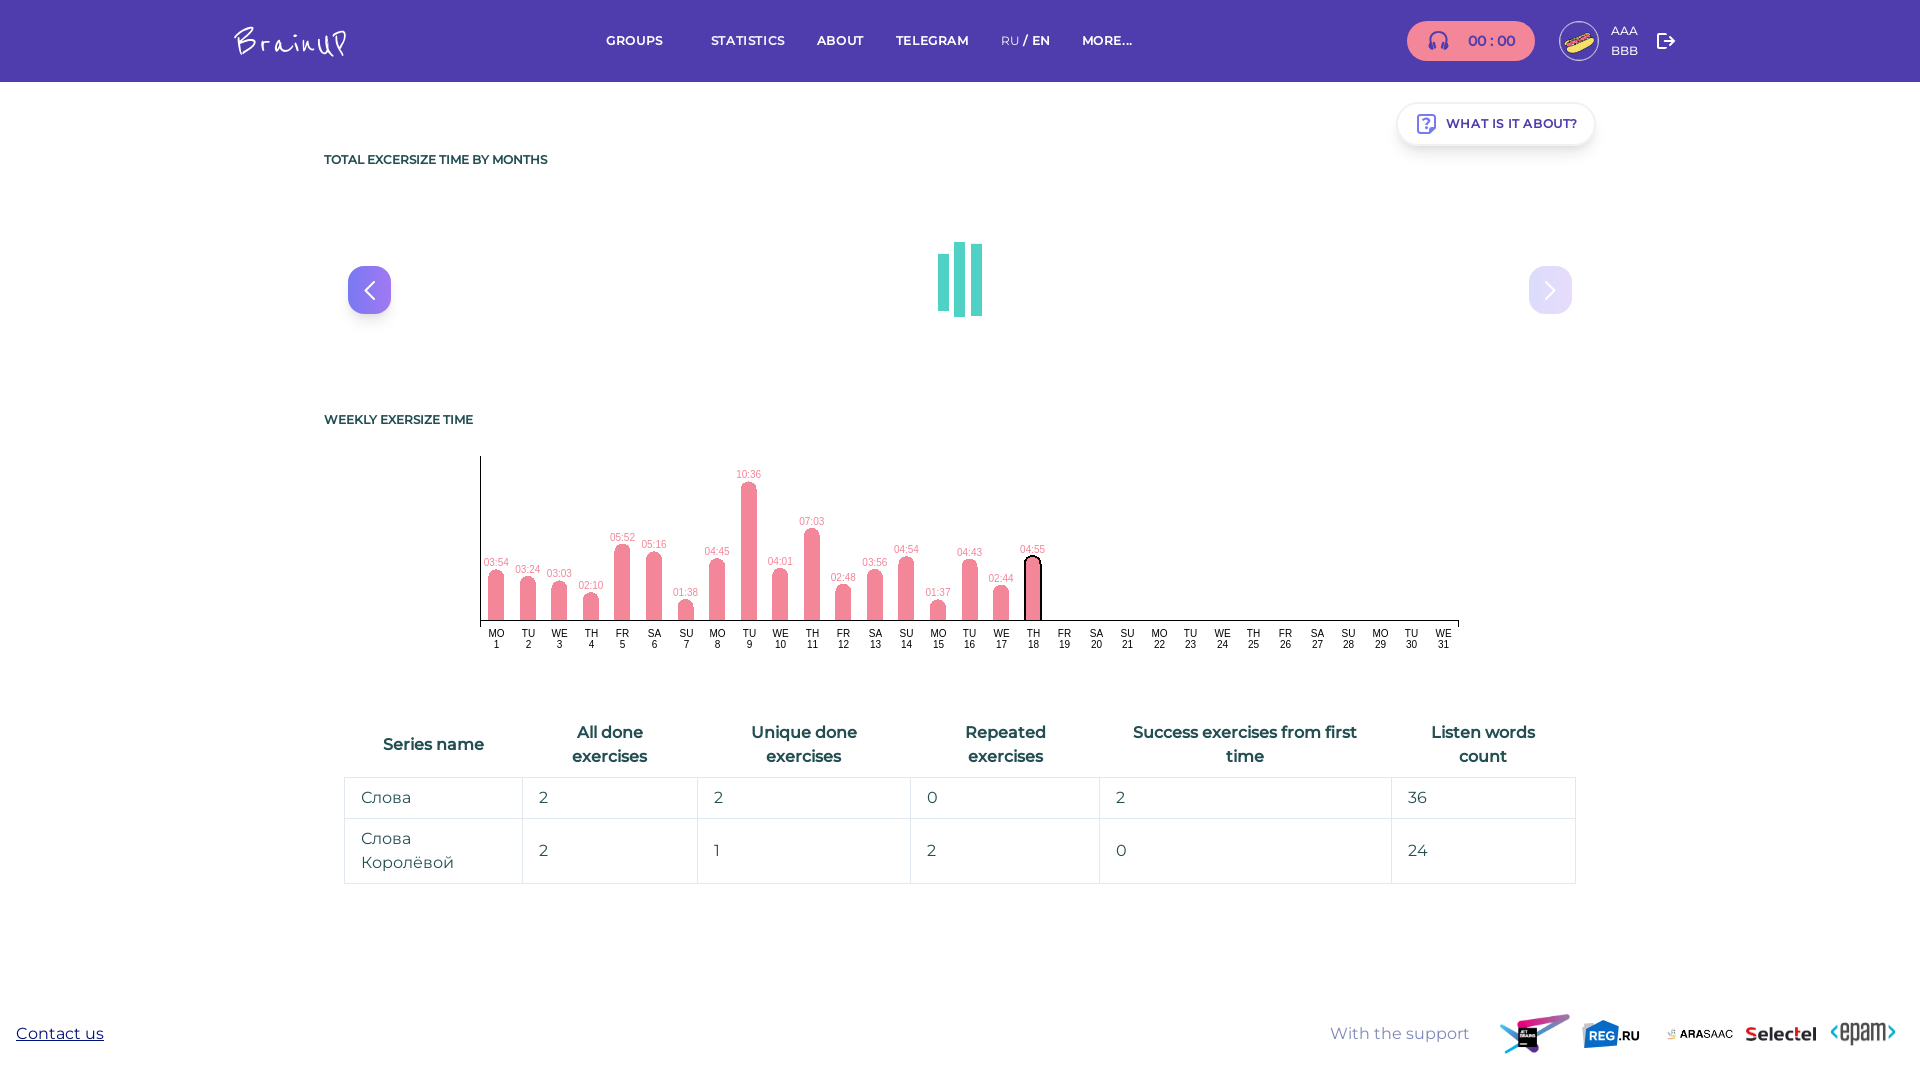 BrainUP
GROUPS
STATISTICS
ABOUT
TELEGRAM
RU / EN
MORE...
00 : 00
AAA
BBB
WHAT IS IT ABOUT?
TOTAL EXCERSIZE TIME BY MONTHS
WEEKLY EXERSIZE TIME
03:54 03:24 03:03 02:10 05:52 05:16 01:38 04:45 10:36 04:01 07:03 02:48 03:56 04:54 01:37 04:43 02:44 04:55
MO TU WE TH FR SA SU MO TU WE TH FR SA SU MO TU WE TH FR SA SU MO TU WE TH FR SA SU MO TU WE
1 2 3 4 5 6 7 8 9 10 11 12 13 14 15 16 17 18 19 20 21 22 23 24 25 26 27 28 29 30 31
Series name
All done
exercises
Unique done
exercises
Repeated
exercises
Success exercises from first
time
Listen words
count
Слова 2 2 0 2 36
Слова
Королёвой
2 1 2 0 24
Contact us
With the support
JET
BRAINS
REG.RU
ARASAAC
Selectel
<epam>